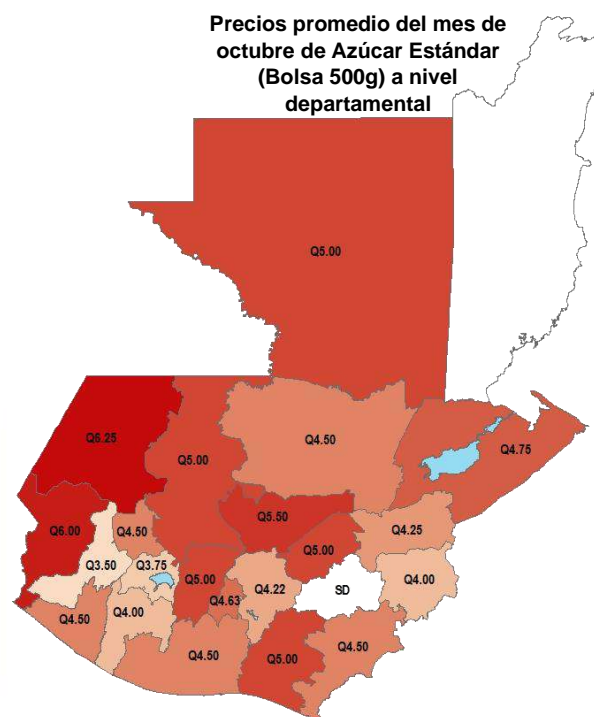 Precios promedio del mes de
octubre de Azúcar Estándar
(Bolsa 500g) a nivel
departamental
Q5.00
Q6.25
Q5.00
Q4.50
Q4.75
Q6.00
Q4.50
Q5.50
Q4.25
Q5.00
Q3.50
Q3.75
Q5.00
Q4.22
SD
Q4.00
Q4.63
Q4.50
Q4.00
Q4.50
Q5.00
Q4.50